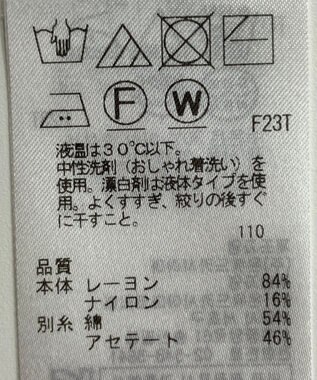 F W
F23T
液温は30℃以下。
中性洗剤(おしゃれ着洗い)を
使用。漂白剤は液体タイプを使
用。よくすすぎ、絞りの後すぐ
に干すこと。
110
品質
本体 レーヨン 84%
ナイロン 16%
別糸 綿 54%
アセテート 46%